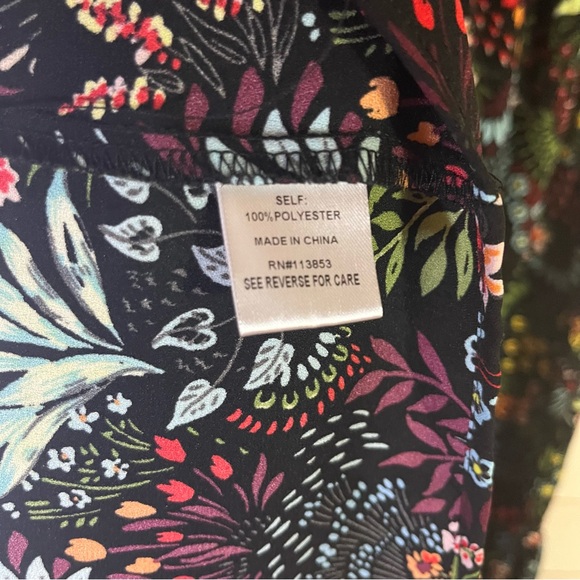 SELF:
100%POLYESTER
MADE IN CHINA
RN#113853
SEE REVERSE FOR CARE